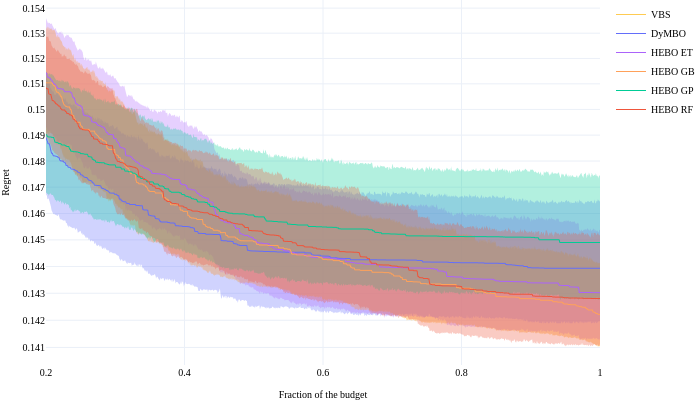 0.154
0.153
0.152
0.151
0.15
0.149
0.148
0.147
0.146
0.145
0.144
0.143
0.142
0.141
Regret
0.2
0.4
0.6
0.8
1
Fraction of the budget
VBS
DyMBO
HEBO ET
HEBO GB
HEBO GP
HEBO RF